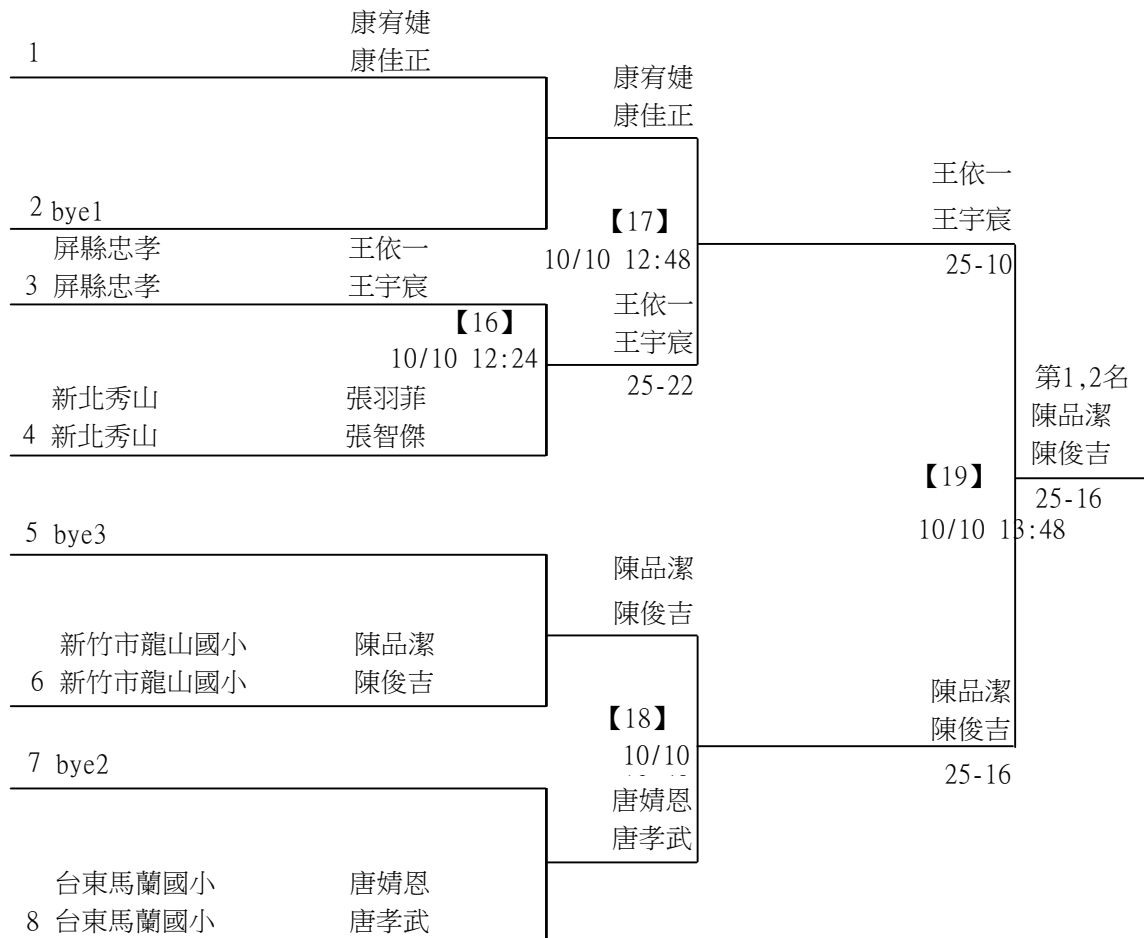 康宥婕
1 康佳正
康宥婕
康佳正
2 bye1
屏縣忠孝 王依一
3 屏縣忠孝 王宇宸
【16】
10/10 12:24
新北秀山 張羽菲
4 新北秀山 張智傑
【17】
10/10 12:48
王依一
王宇宸
25-22
王依一
王宇宸
25-10
5 bye3
新竹市龍山國小 陳品潔
6 新竹市龍山國小 陳俊吉
陳品潔
陳俊吉
7 bye2
【18】
10/10
唐婧恩
唐孝武
台東馬蘭國小 唐婧恩
8 台東馬蘭國小 唐孝武
陳品潔
陳俊吉
25-16
【19】
10/10 13:48
第1,2名
陳品潔
陳俊吉
25-16